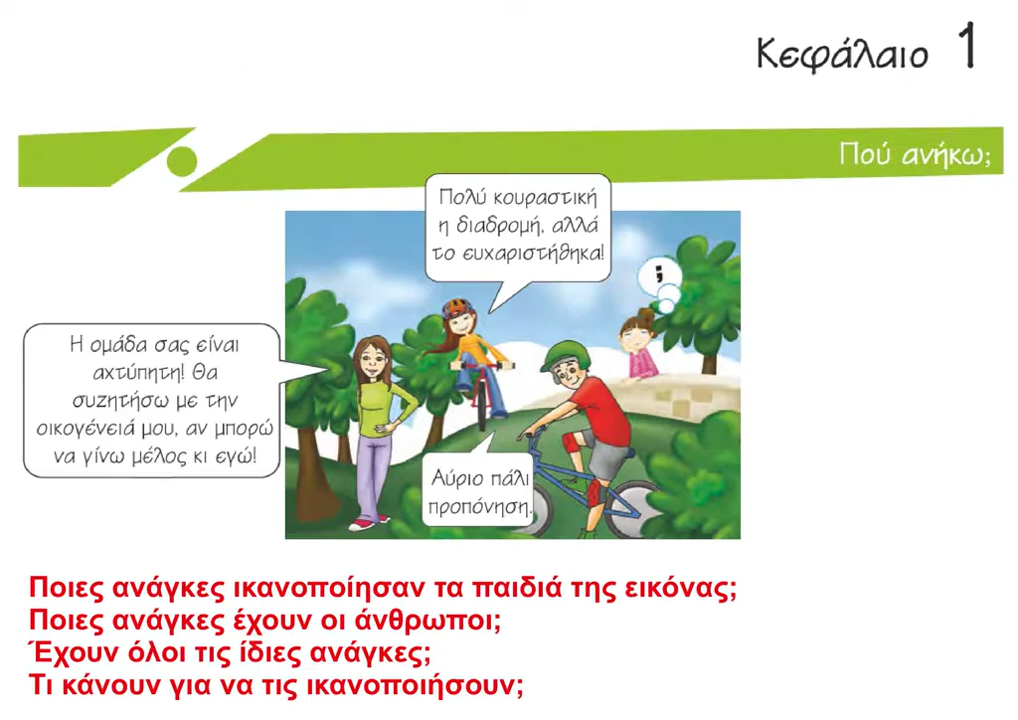 Κεφάλαιο 1
Πού ανήκω;
Πολύ κουραστική
η διαδρομή, αλλά
το ευχαριστήθηκα!
;
Η ομάδα σας είναι
αχτύπητη! Θα
συζητήσω με την
οικογένειά μου, αν μπορώ
να γίνω μέλος κι εγώ!
Αύριο πάλι
προπόνηση.
Ποιες ανάγκες ικανοποίησαν τα παιδιά της εικόνας;
Ποιες ανάγκες έχουν οι άνθρωποι;
Έχουν όλοι τις ίδιες ανάγκες;
Τι κάνουν για να τις ικανοποιήσουν;